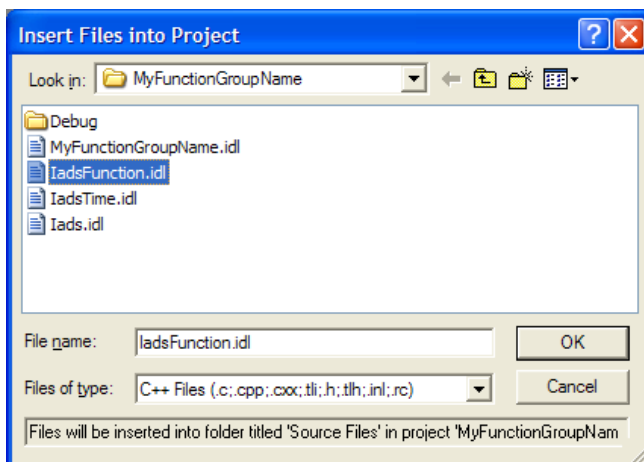 Insert Files into Project
Look in: MyFunctionGroupName
Debug
MyFunctionGroupName.idl
IadsFunction.idl
IadsTime.idl
Iads.idl
File name: IadsFunction.idl OK
Files of type: C++ Files (.c;.cpp;.cxx;.tli;.h;.tlh;.inl;.rc) Cancel
Files will be inserted into folder titled 'Source Files' in project 'MyFunctionGroupNam